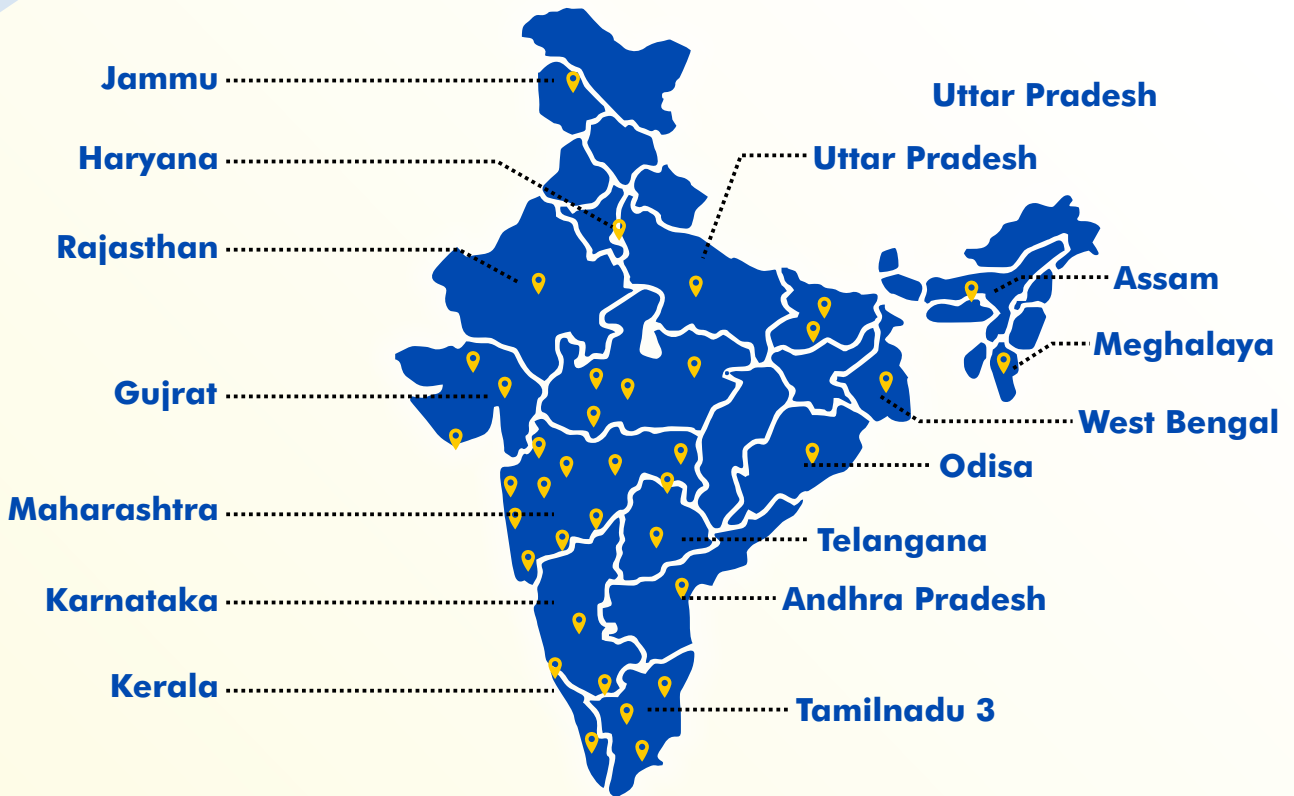 Jammu
Haryana
Rajasthan
Gujrat
Maharashtra
Karnataka
Kerala
Uttar Pradesh
Uttar Pradesh
Assam
Meghalaya
West Bengal
Odisa
Telangana
Andhra Pradesh
Tamilnadu 3